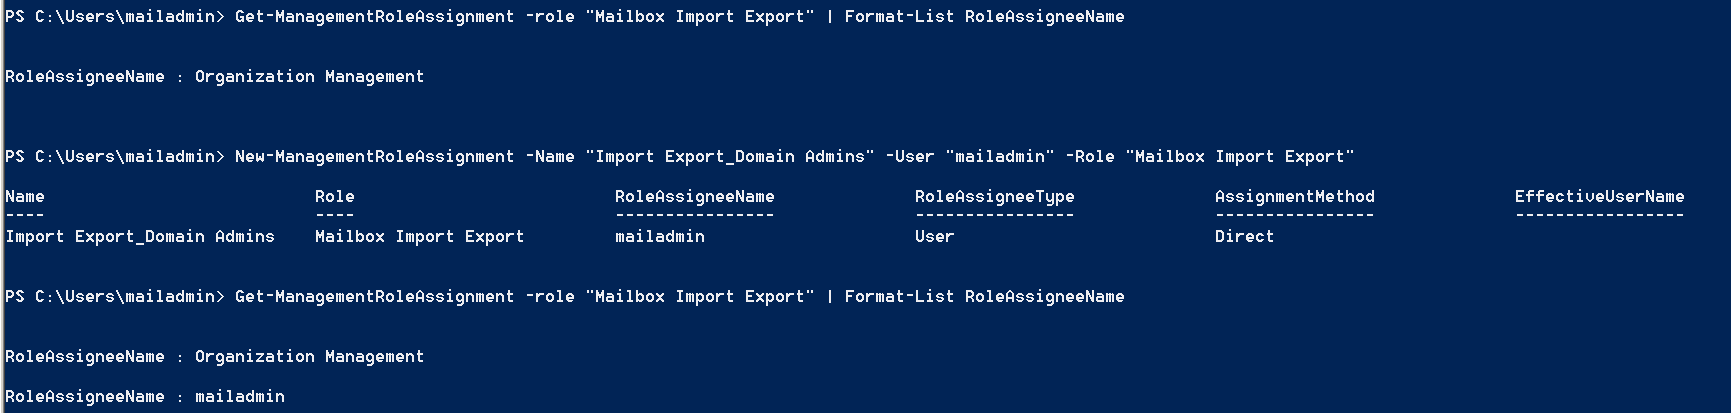 PS C:\Users\mailadmin> Get-ManagementRoleAssignment -role "Mailbox Import Export" | Format-List RoleAssigneeName
RoleAssigneeName : Organization Management
PS C:\Users\mailadmin> New-ManagementRoleAssignment -Name "Import Export_Domain Admins" -User "mailadmin" -Role "Mailbox Import Export"
Name Role RoleAssigneeName RoleAssigneeType AssignmentMethod EffectiveUserName
---- ---- ---------------- ---------------- ---------------- -----------------
Import Export_Domain Admins Mailbox Import Export mailadmin User Direct
PS C:\Users\mailadmin> Get-ManagementRoleAssignment -role "Mailbox Import Export" | Format-List RoleAssigneeName
RoleAssigneeName : Organization Management
RoleAssigneeName : mailadmin